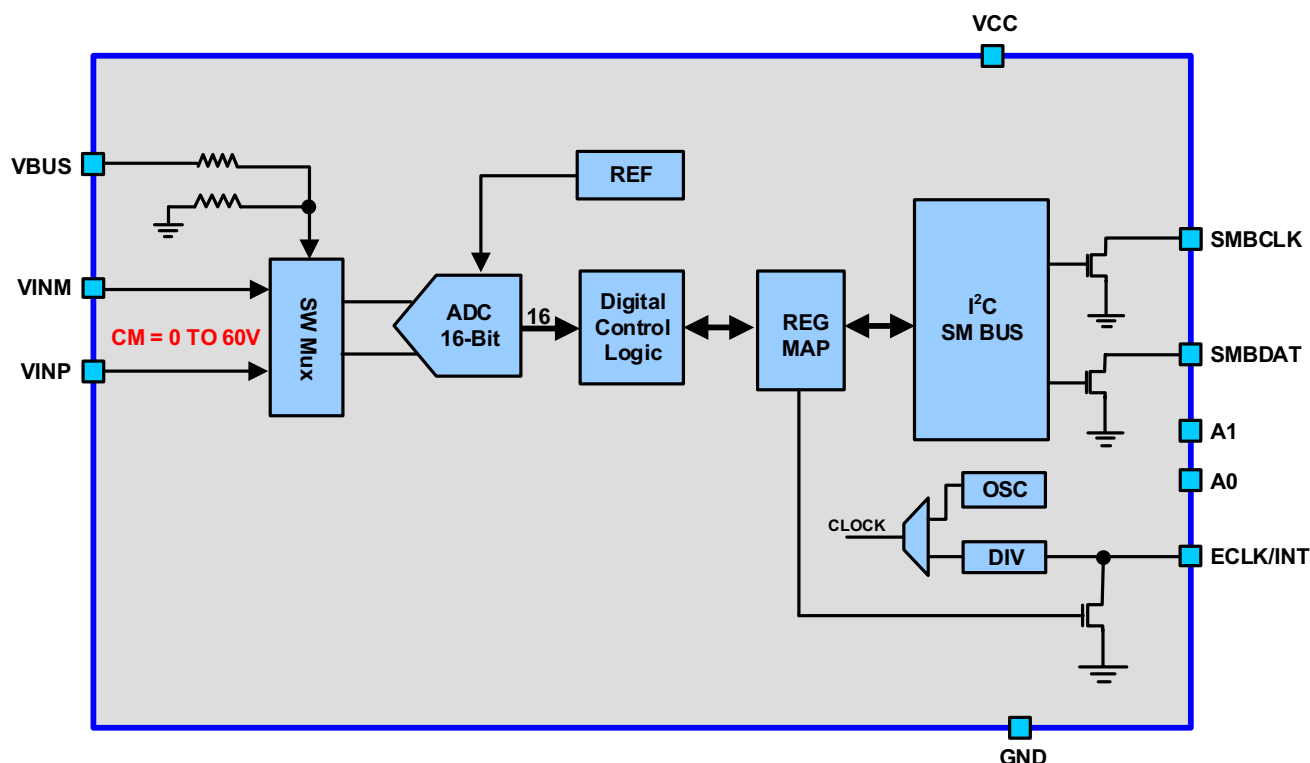 VCC
VBUS
REF
SMBCLK
VINM
SW Mux
ADC
16-Bit
16
Digital
Control
Logic
REG
MAP
I²C
SM BUS
CM = 0 TO 60V
VINP
SMBDAT
A1
A0
OSC
CLOCK
DIV
ECLK/INT
GND